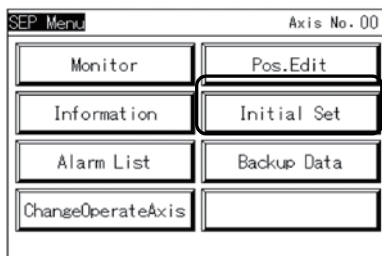 SEP Menu Axis No.00
Monitor Pos.Edit
Information Initial Set
Alarm List Backup Data
ChangeOperateAxis